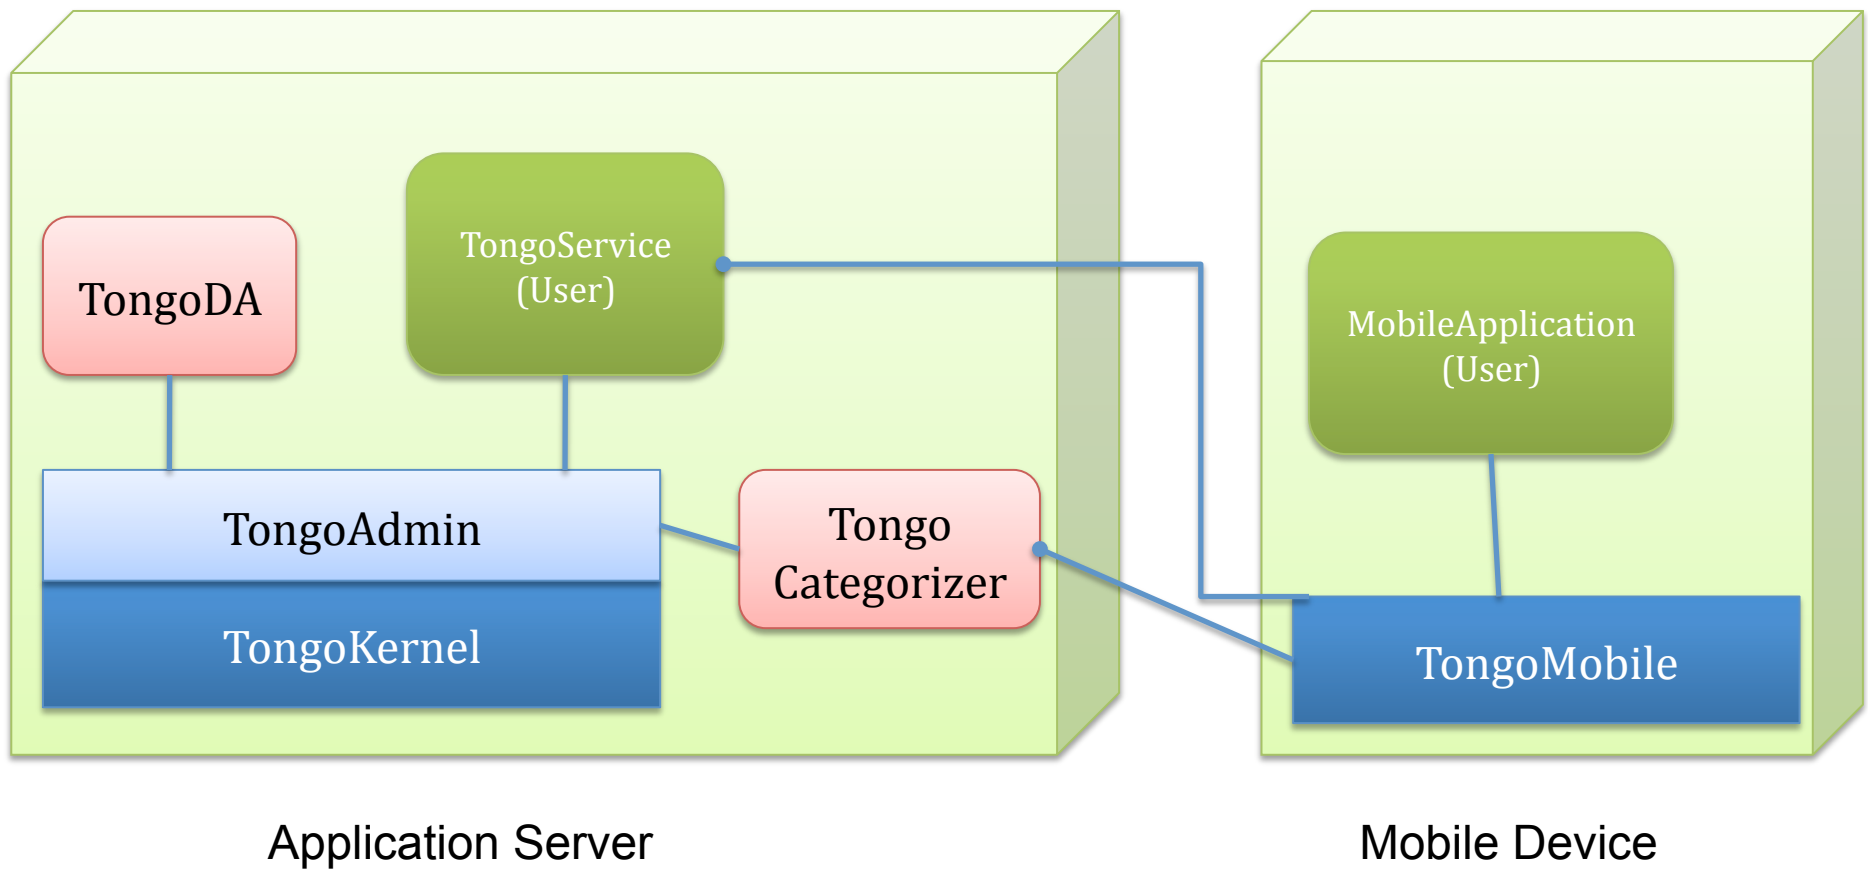 TongoService
(User)
TongoDA
MobileApplication
(User)
TongoAdmin
Tongo
Categorizer
TongoKernel
TongoMobile
Application Server
Mobile Device